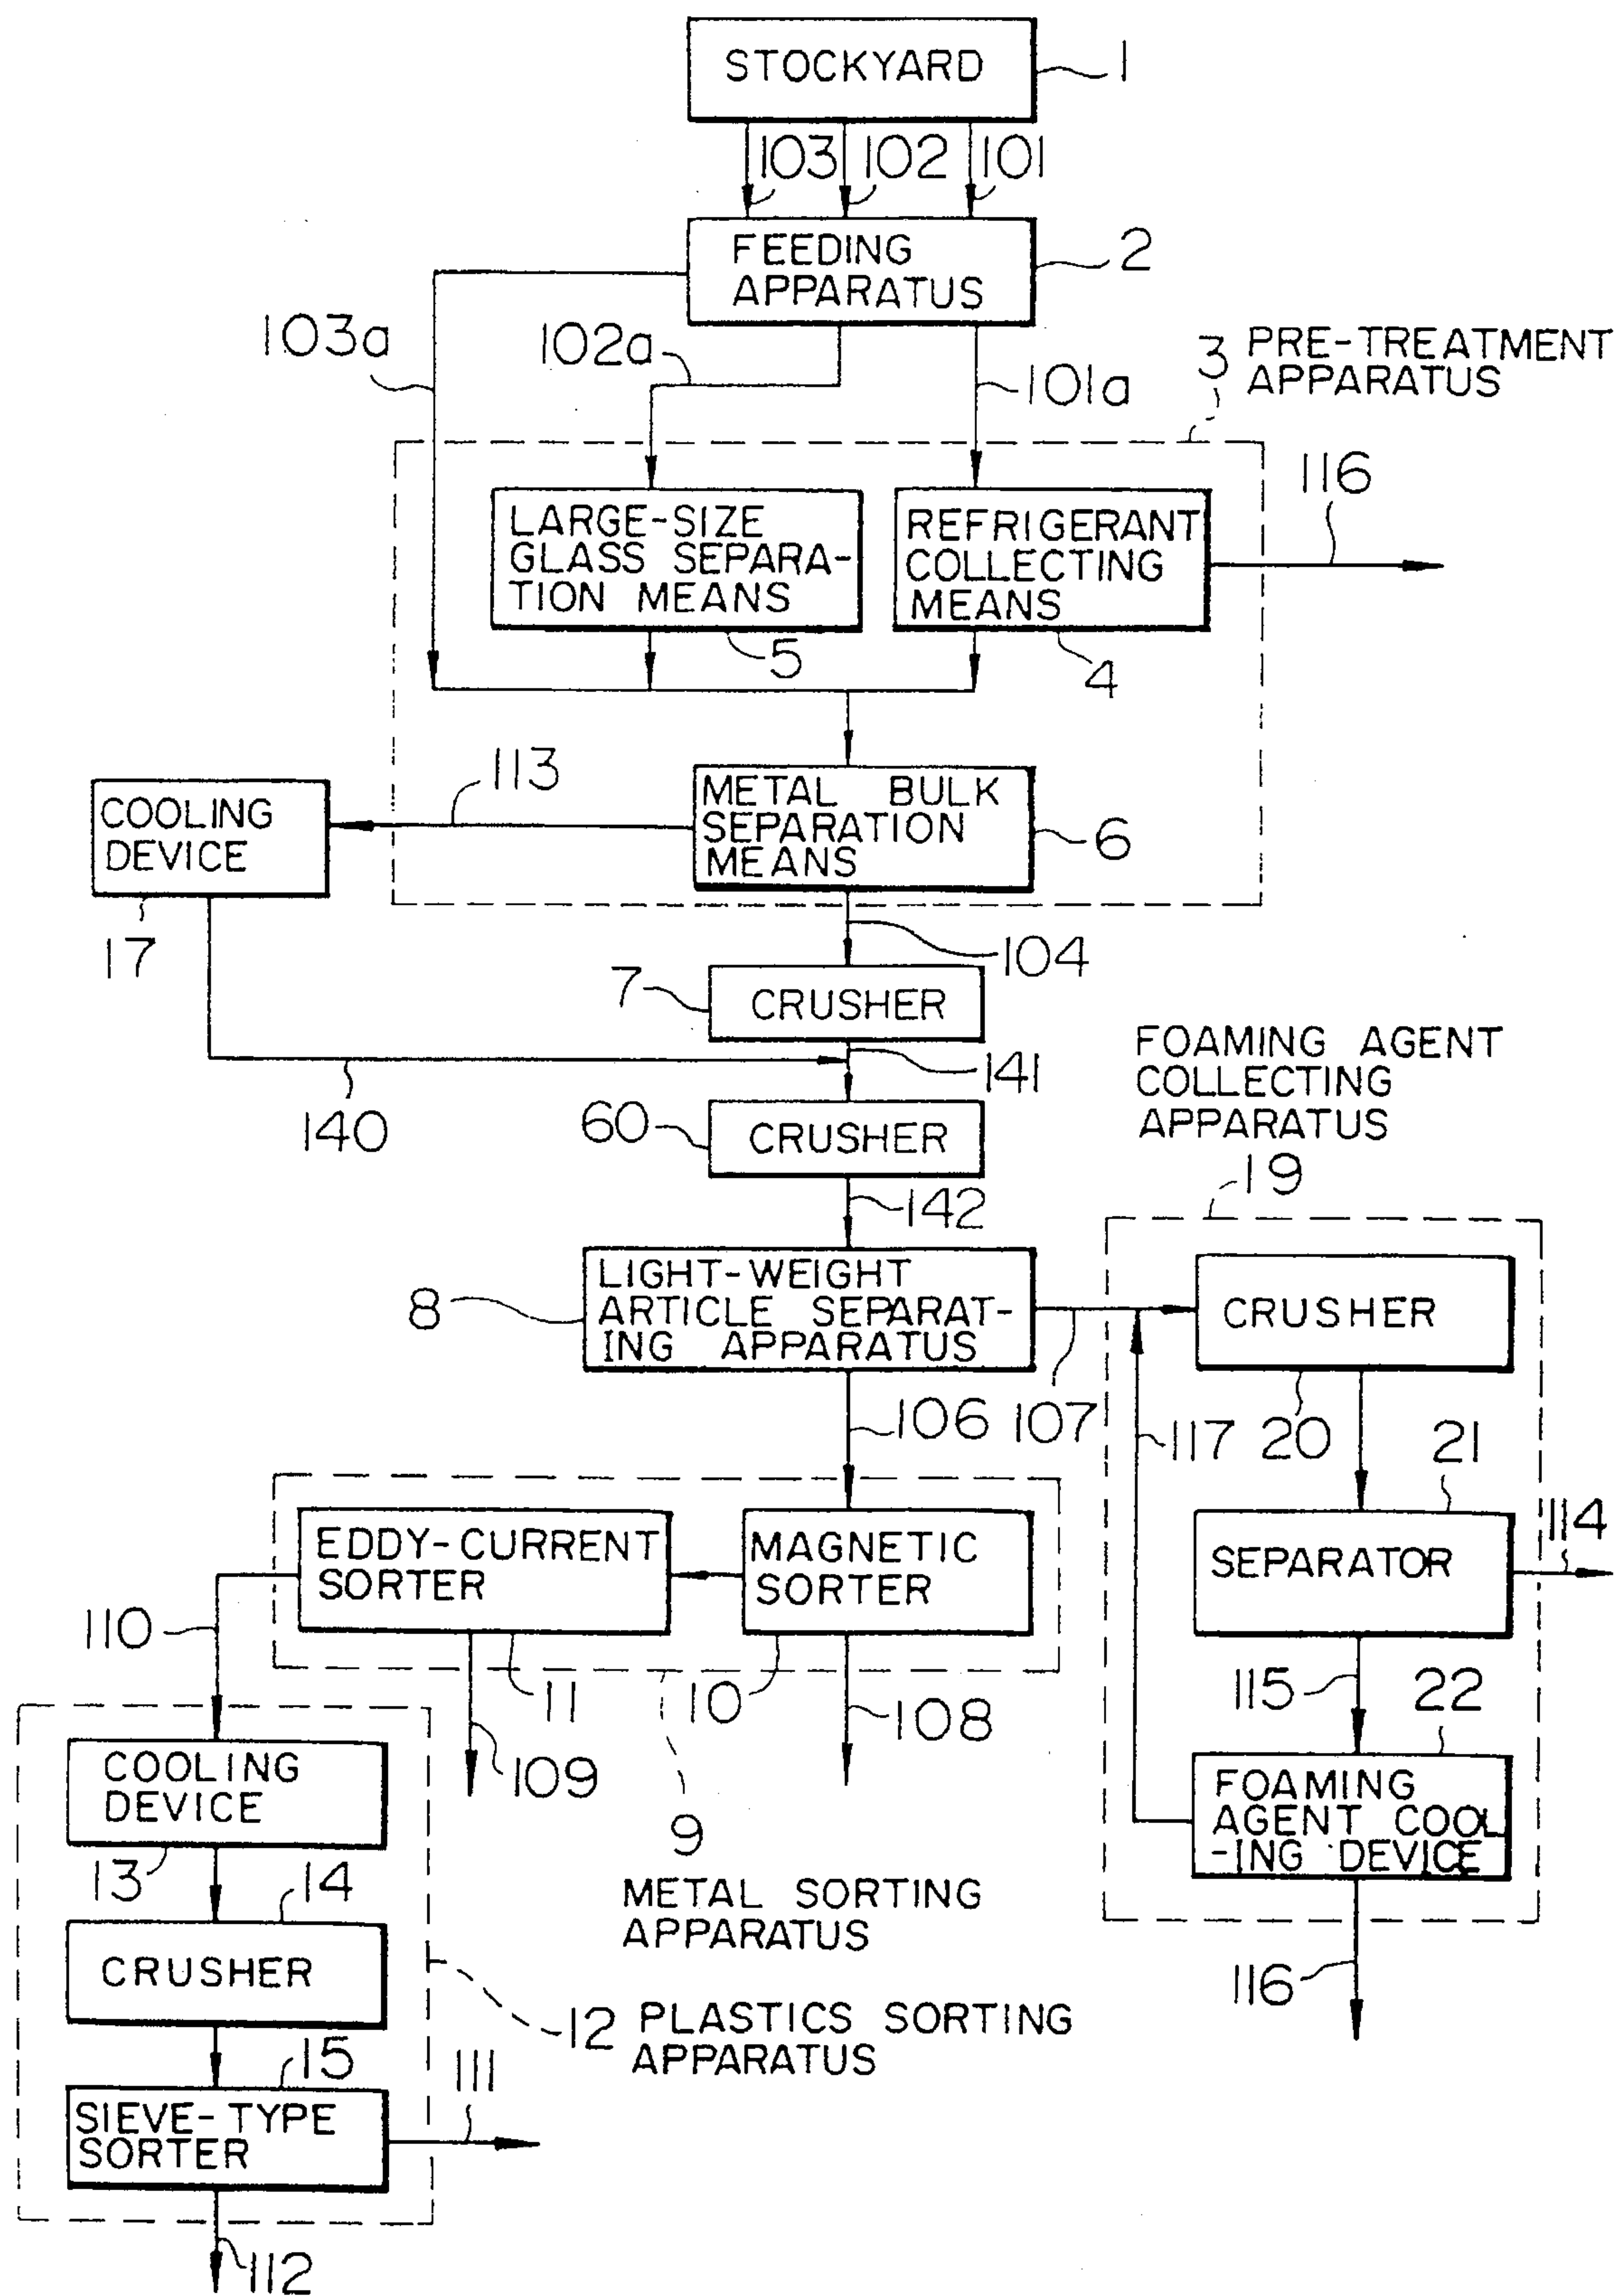 STOCKYARD
1
103
102
101
FEEDING
APPARATUS
2
103a
102a
101a
3
PRE-TREATMENT
APPARATUS
LARGE-SIZE
GLASS SEPARA-
TION MEANS
5
REFRIGERANT
COLLECTING
MEANS
4
116
113
METAL BULK
SEPARATION
MEANS
6
COOLING
DEVICE
17
104
7
CRUSHER
141
140
60
CRUSHER
142
FOAMING AGENT
COLLECTING
APPARATUS
19
8
LIGHT-WEIGHT
ARTICLE SEPARAT-
ING APPARATUS
107
CRUSHER
20
117
106
21
SEPARATOR
114
115
22
FOAMING
AGENT COOL
-ING DEVICE
116
EDDY-CURRENT
SORTER
11
MAGNETIC
SORTER
10
110
109
108
9
METAL SORTING
APPARATUS
COOLING
DEVICE
13
14
CRUSHER
12
PLASTICS SORTING
APPARATUS
15
SIEVE-TYPE
SORTER
111
112